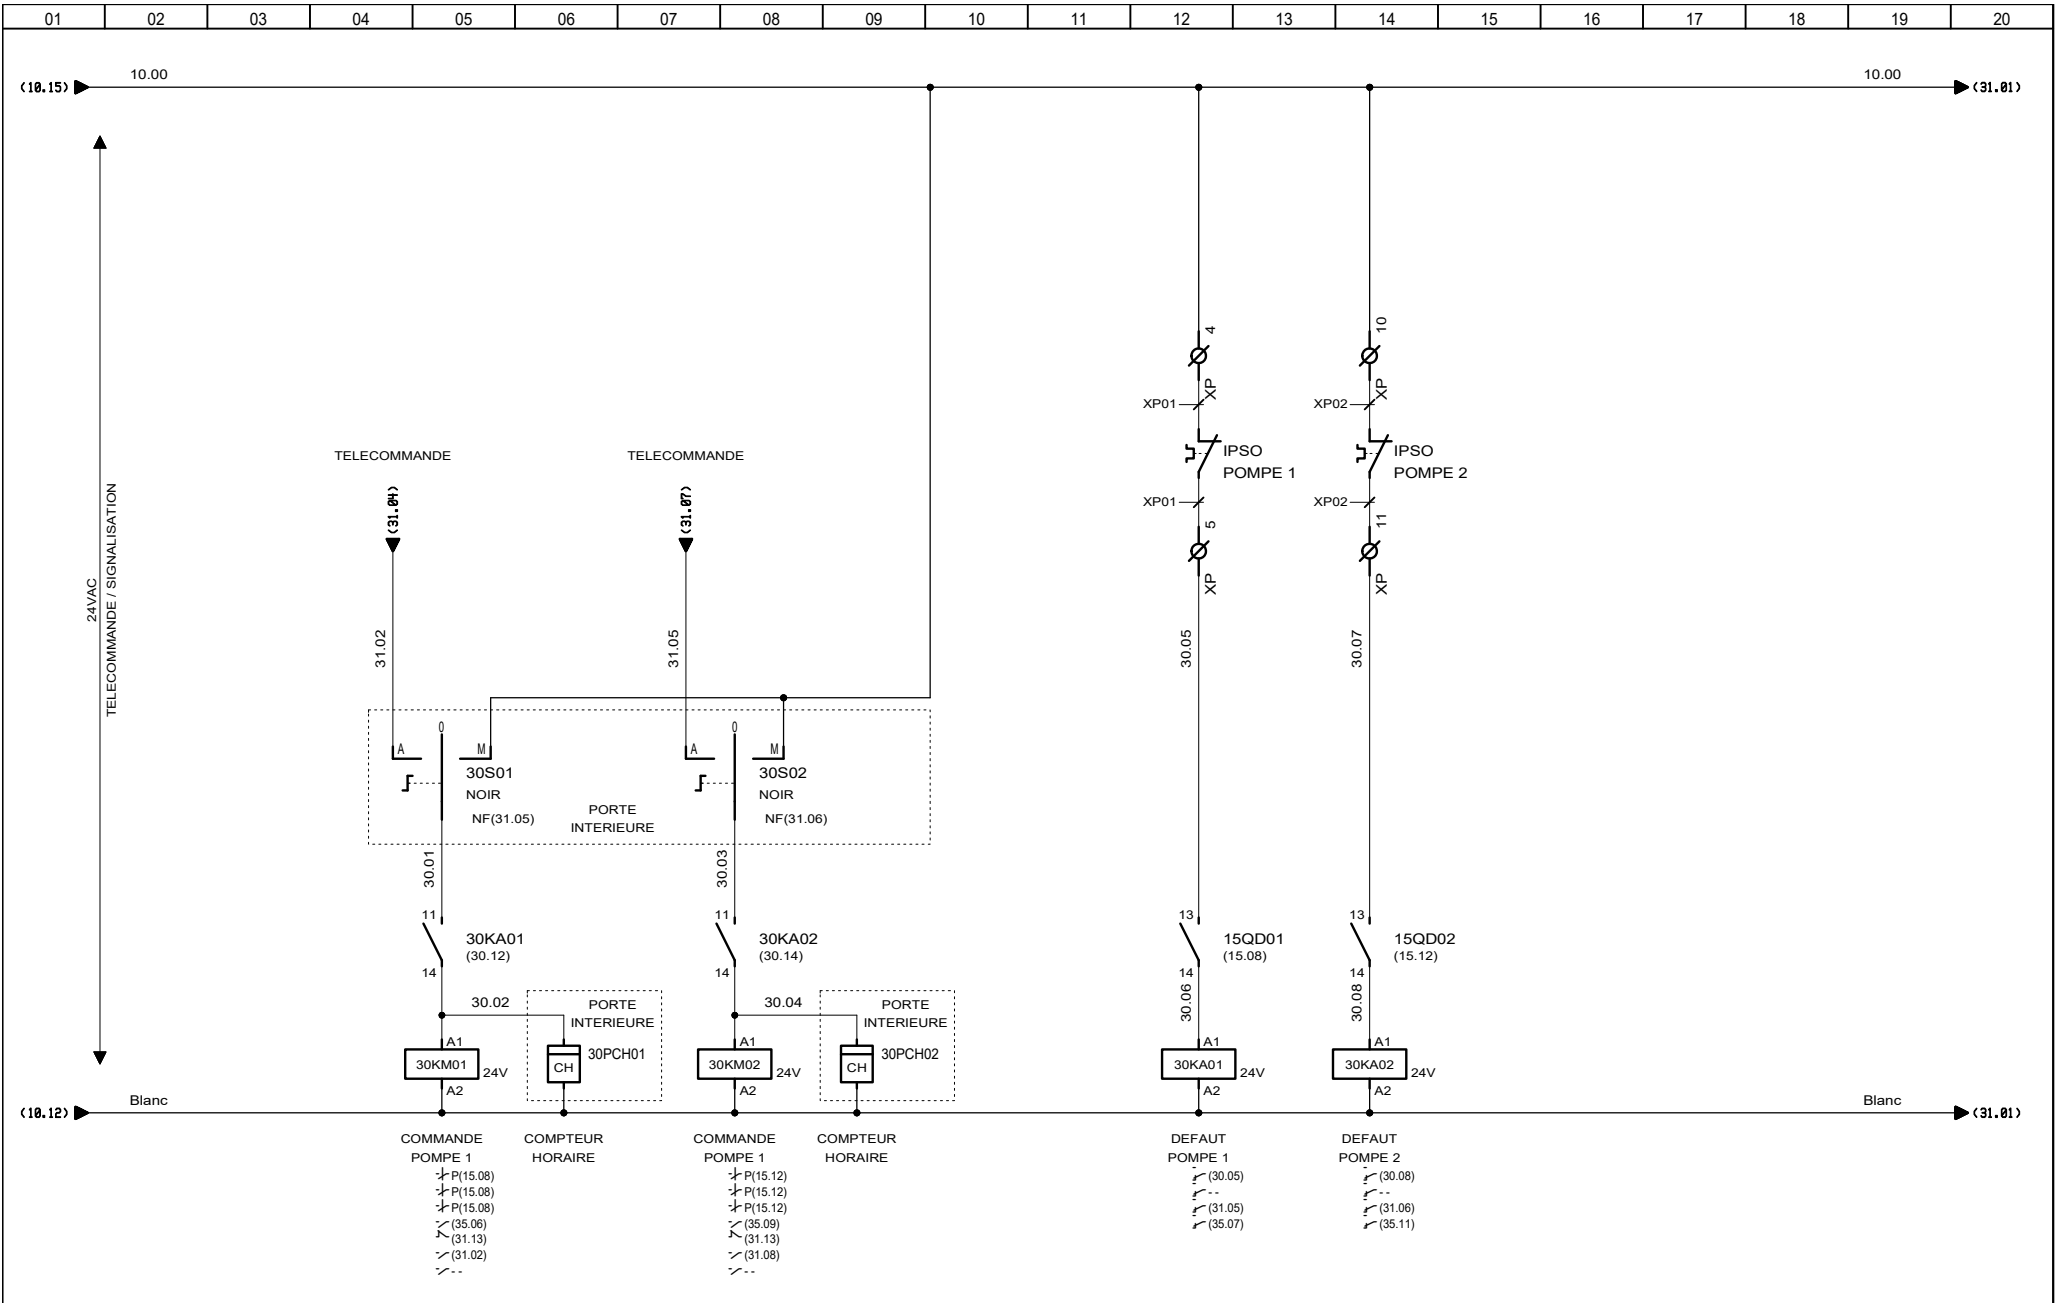 01 02 03 04 05 06 07 08 09 10 11 12 13 14 15 16 17 18 19 20
10.00 10.00
(10.15) (31.01)
24VAC
TELECOMMANDE / SIGNALISATION
TELECOMMANDE TELECOMMANDE
(31.04) (31.07)
31.02 31.05
4 10
XP XP
XP01 XP02
IPSO IPSO
POMPE 1 POMPE 2
XP01 XP02
5 11
XP XP
30.05 30.07
0 0
A M A M
30S01 30S02
NOIR NOIR
NF(31.05) NF(31.06)
PORTE
INTERIEURE
30.01 30.03
11 11 13 13
30KA01 30KA02 15QD01 15QD02
(30.12) (30.14) (15.08) (15.12)
14 14 14 14
30.02 30.04 30.06 30.08
PORTE PORTE
INTERIEURE INTERIEURE
A1 A1 A1 A1
30PCH01 30PCH02
30KM01 CH 30KM02 CH 30KA01 30KA02
24V 24V 24V 24V
A2 A2 A2 A2
Blanc Blanc
(10.12) (31.01)
COMMANDE COMPTEUR COMMANDE COMPTEUR DEFAUT DEFAUT
POMPE 1 HORAIRE POMPE 1 HORAIRE POMPE 1 POMPE 2
P(15.08) P(15.12) (30.05) (30.08)
P(15.08) P(15.12) -- --
P(15.08) P(15.12) (31.05) (31.06)
(35.06) (35.09) (35.07) (35.11)
(31.13) (31.13)
(31.02) (31.08)
-- --